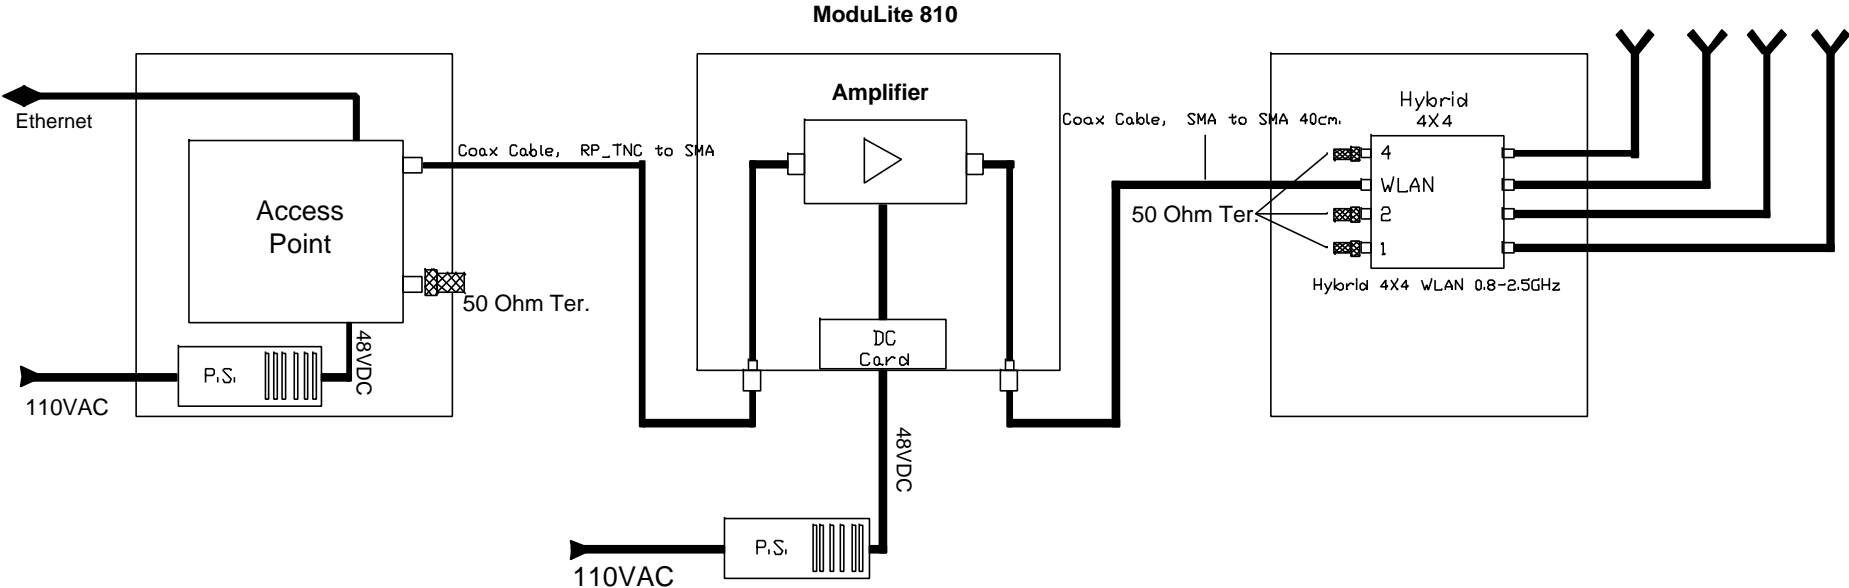 ModuLite 810
Ethernet
Access
Point
Coax Cable, RP_TNC to SMA
50 Ohm Ter.
48VDC
P.S.
110VAC
Amplifier
DC
Card
48VDC
P.S.
110VAC
Coax Cable, SMA to SMA 40cm.
50 Ohm Ter.
Hybrid
4X4
4
WLAN
2
1
Hybrid 4X4 WLAN 0.8-2.5GHz